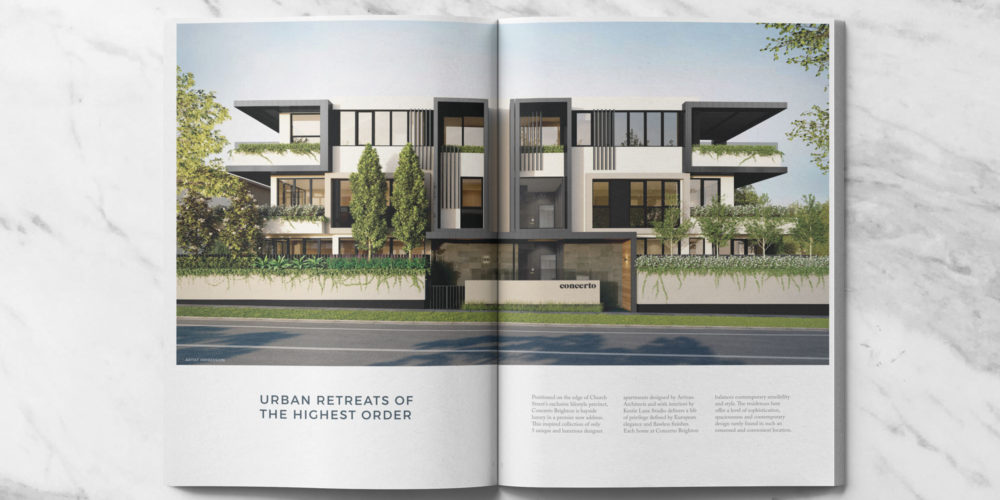 concerto
ARTIST IMPRESSION
URBAN RETREATS OF
THE HIGHEST ORDER
Positioned on the edge of Church
Street's exclusive lifestyle precinct,
Concerto Brighton is bayside
luxury in a premier new address.
This inspired collection of only
unique and luxurious designer
apartments designed by Artisan
Architects and with interiors by
Studio delivers a life
of privilege defined by European
elegance and flawless finishes.
Each home at Concerto Brighton
balances contemporary sensibility
and style. The residences here
offer a level of sophistication,
spaciousness and contemporary
design rarely found in such an
esteemed and convenient location.